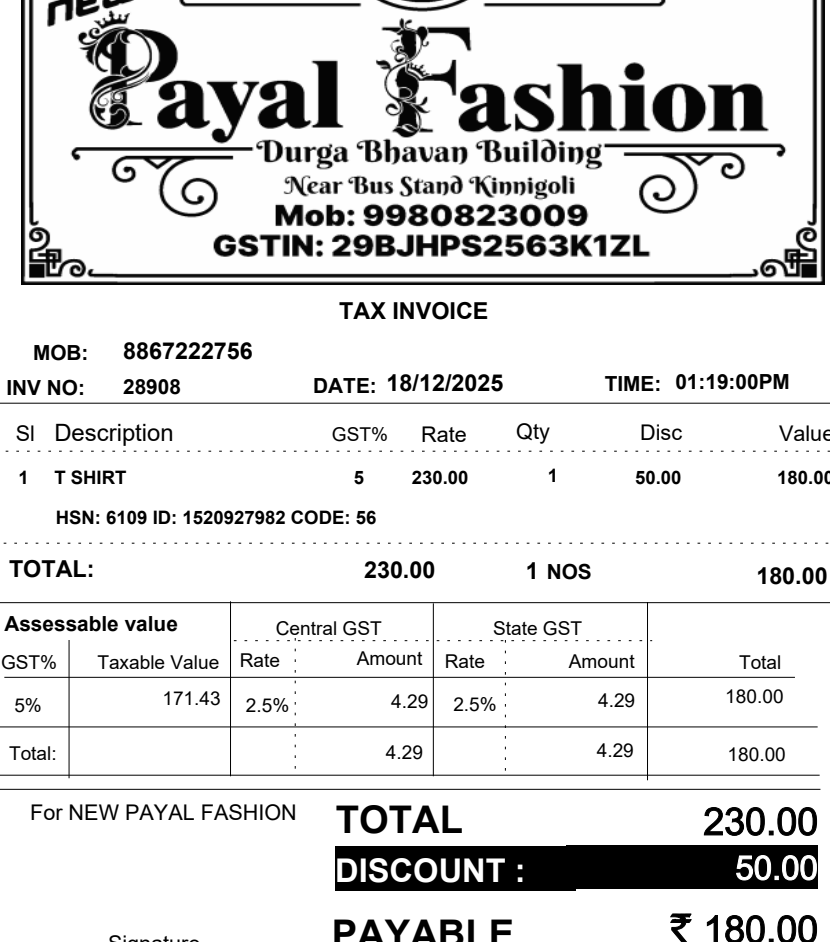 new
Payal Fashion
Durga Bhavan Building
Near Bus Stand Kinnigoli
Mob: 9980823009
GSTIN: 29BJHPS2563K1ZL
TAX INVOICE
MOB: 8867222756
INV NO: 28908 DATE: 18/12/2025 TIME: 01:19:00PM
Sl Description GST% Rate Qty Disc Value
1 T SHIRT 5 230.00 1 50.00 180.00
HSN: 6109 ID: 1520927982 CODE: 56
TOTAL: 230.00 1 NOS 180.00
Assessable value Central GST State GST
GST% Taxable Value Rate Amount Rate Amount Total
5% 171.43 2.5% 4.29 2.5% 4.29 180.00
Total: 4.29 4.29 180.00
For NEW PAYAL FASHION TOTAL 230.00
DISCOUNT : 50.00
Signature PAYABLE ₹ 180.00